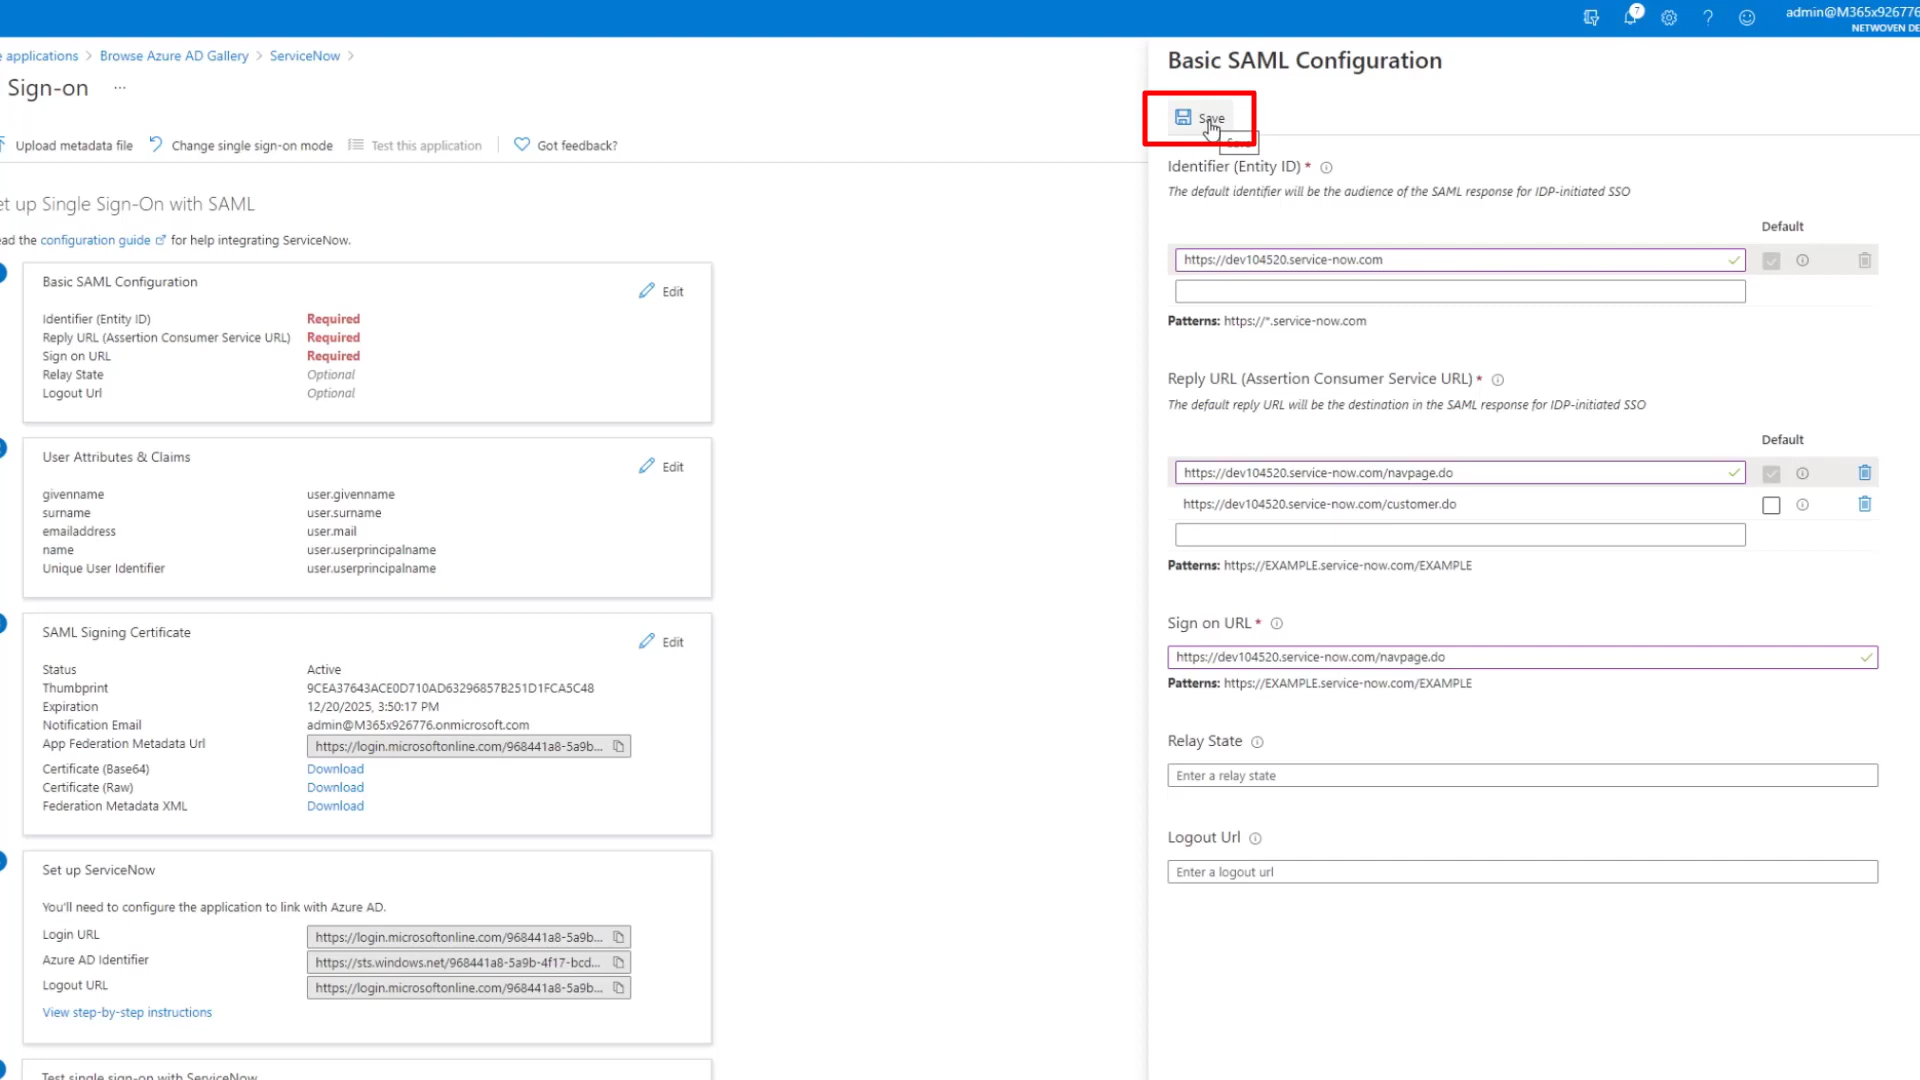 7
admin@M365x926776
NETWOVEN DE
e applications > Browse Azure AD Gallery > ServiceNow >
Sign-on ...
Upload metadata file
Change single sign-on mode
Test this application
Got feedback?
et up Single Sign-On with SAML
ead the configuration guide for help integrating ServiceNow.
Basic SAML Configuration
Edit
Identifier (Entity ID) Required
Reply URL (Assertion Consumer Service URL) Required
Sign on URL Required
Relay State Optional
Logout Url Optional
User Attributes & Claims
Edit
givenname user.givenname
surname user.surname
emailaddress user.mail
name user.userprincipalname
Unique User Identifier user.userprincipalname
SAML Signing Certificate
Edit
Status Active
Thumbprint 9CEA37643ACE0D710AD63296857B251D1FCA5C48
Expiration 12/20/2025, 3:50:17 PM
Notification Email admin@M365x926776.onmicrosoft.com
App Federation Metadata Url https://login.microsoftonline.com/968441a8-5a9b...
Certificate (Base64) Download
Certificate (Raw) Download
Federation Metadata XML Download
Set up ServiceNow
You'll need to configure the application to link with Azure AD.
Login URL https://login.microsoftonline.com/968441a8-5a9b...
Azure AD Identifier https://sts.windows.net/968441a8-5a9b-4f17-bcd...
Logout URL https://login.microsoftonline.com/968441a8-5a9b...
View step-by-step instructions
Test single sign-on with ServiceNow
Basic SAML Configuration
Save
Identifier (Entity ID) *
The default identifier will be the audience of the SAML response for IDP-initiated SSO
Default
https://dev104520.service-now.com
Patterns: https://*.service-now.com
Reply URL (Assertion Consumer Service URL) *
The default reply URL will be the destination in the SAML response for IDP-initiated SSO
Default
https://dev104520.service-now.com/navpage.do
https://dev104520.service-now.com/customer.do
Patterns: https://EXAMPLE.service-now.com/EXAMPLE
Sign on URL *
https://dev104520.service-now.com/navpage.do
Patterns: https://EXAMPLE.service-now.com/EXAMPLE
Relay State
Enter a relay state
Logout Url
Enter a logout url